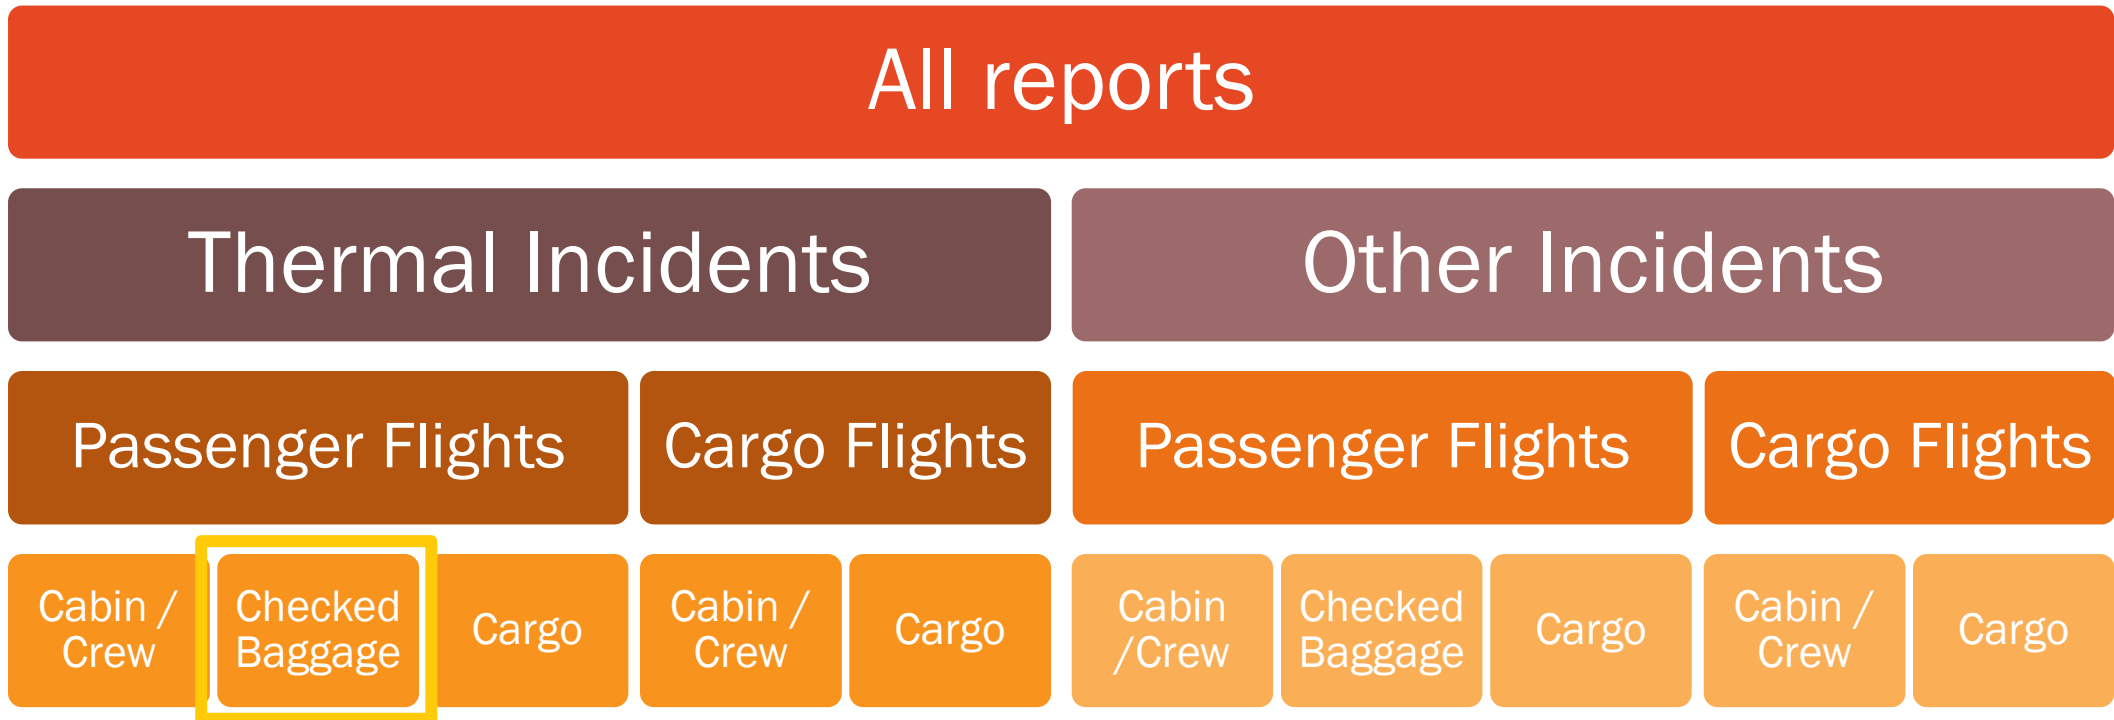 All reports
Thermal Incidents
Other Incidents
Passenger Flights
Cargo Flights
Passenger Flights
Cargo Flights
Cabin /
Crew
Checked
Baggage
Cargo
Cabin /
Crew
Cargo
Cabin
/Crew
Checked
Baggage
Cargo
Cabin /
Crew
Cargo